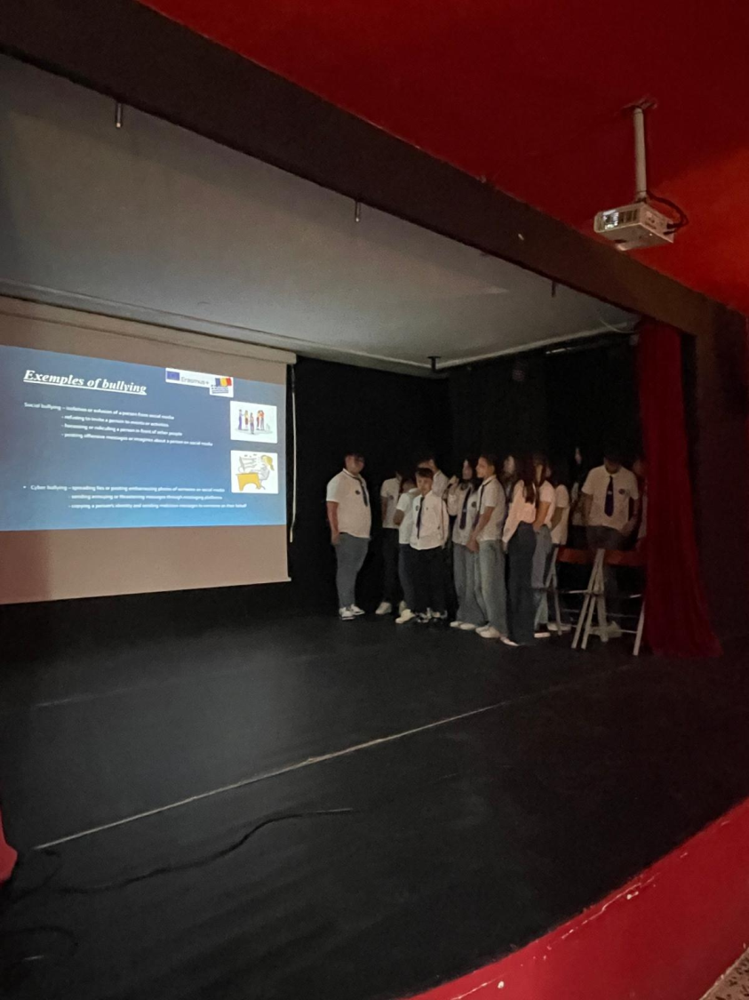 Exemples of bullying
Erasmus+
Social bullying – isolation or exlusion of a person from social media
- refusing to invite a person to events or activities
- harassing or ridiculing a person in front of other people
- posting offensive messages or imagines about a person on social media
• Cyber bullying – spreading lies or posting embarrassing photos of someone on social media
- sending annoying or threatening messages through messaging platforms
- copying a person's identity and sending malicious messages to someone on their behalf